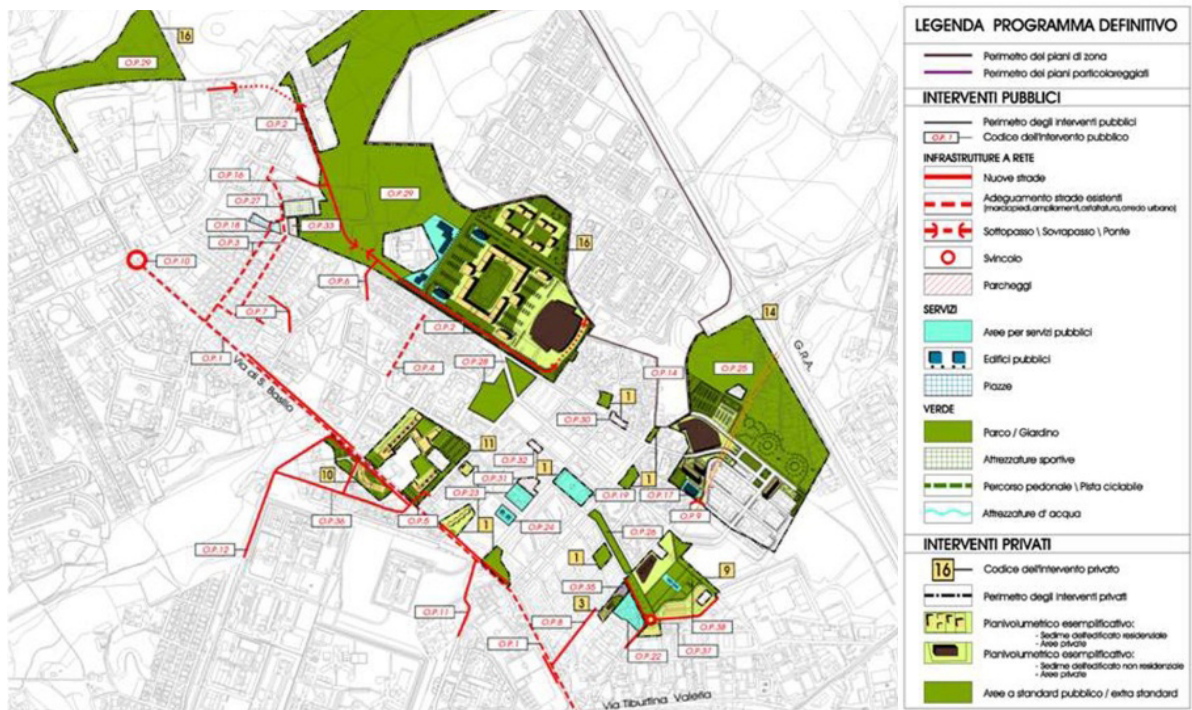 16
O.P.29
O.P.2
O.P.16
O.P.29
O.P.27
O.P.18
O.P.33
O.P.3
16
O.P.10
O.P.6
14
O.P.7
O.P.2
G.R.A.
O.P.1
O.P.4
O.P.28
O.P.14
O.P.25
Via di S. Basilio
1
O.P.30
11
O.P.32
10
O.P.31
1
1
O.P.23
O.P.19
O.P.17
O.P.36
O.P.5
O.P.24
O.P.9
1
O.P.26
O.P.12
1
9
O.P.35
3
O.P.11
O.P.8
O.P.39
O.P.1
O.P.37
O.P.22
Via Tiburtina Valeria
LEGENDA PROGRAMMA DEFINITIVO
Perimetro dei piani di zona
Perimetro dei piani particolareggiati
INTERVENTI PUBBLICI
Perimetro degli interventi pubblici
O.P. 1 Codice dell'intervento pubblico
INFRASTRUTTURE A RETE
Nuove strade
Adeguamento strade esistenti
(marciapiedi,ampliamenti,asfaltatura,arredo urbano)
Sottopasso \ Sovrapasso \ Ponte
Svincolo
Parcheggi
SERVIZI
Aree per servizi pubblici
Edifici pubblici
Piazze
VERDE
Parco / Giardino
Attrezzature sportive
Percorso pedonale \ Pista ciclabile
Attrezzature d' acqua
INTERVENTI PRIVATI
16 Codice dell'intervento privato
Perimetro degli interventi privati
Planivolumetrico esemplificativo:
- Sedime dell'edificato residenziale
- Aree private
Planivolumetrico esemplificativo:
- Sedime dell'edificato non residenziale
- Aree private
Aree a standard pubblico / extra standard